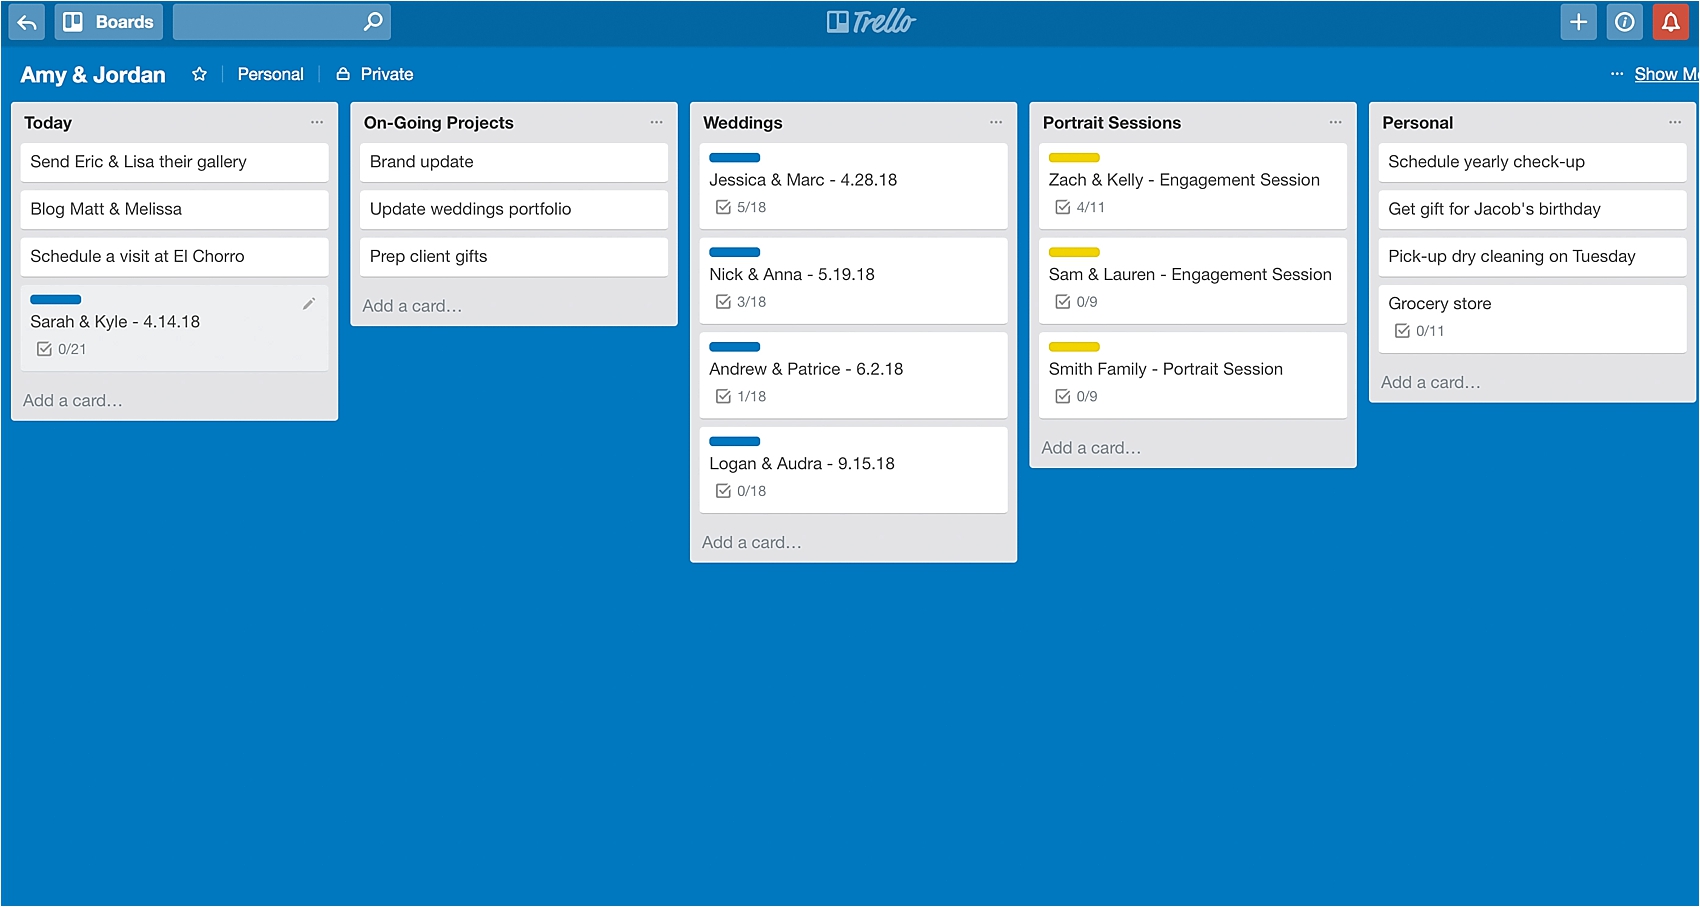 Boards
Trello
Amy & Jordan
Personal
Private
... Show Me
Today
Send Eric & Lisa their gallery
Blog Matt & Melissa
Schedule a visit at El Chorro
Sarah & Kyle - 4.14.18
0/21
Add a card…
On-Going Projects
Brand update
Update weddings portfolio
Prep client gifts
Add a card…
Weddings
Jessica & Marc - 4.28.18
5/18
Nick & Anna - 5.19.18
3/18
Andrew & Patrice - 6.2.18
1/18
Logan & Audra - 9.15.18
0/18
Add a card…
Portrait Sessions
Zach & Kelly - Engagement Session
4/11
Sam & Lauren - Engagement Session
0/9
Smith Family - Portrait Session
0/9
Add a card…
Personal
Schedule yearly check-up
Get gift for Jacob's birthday
Pick-up dry cleaning on Tuesday
Grocery store
0/11
Add a card…